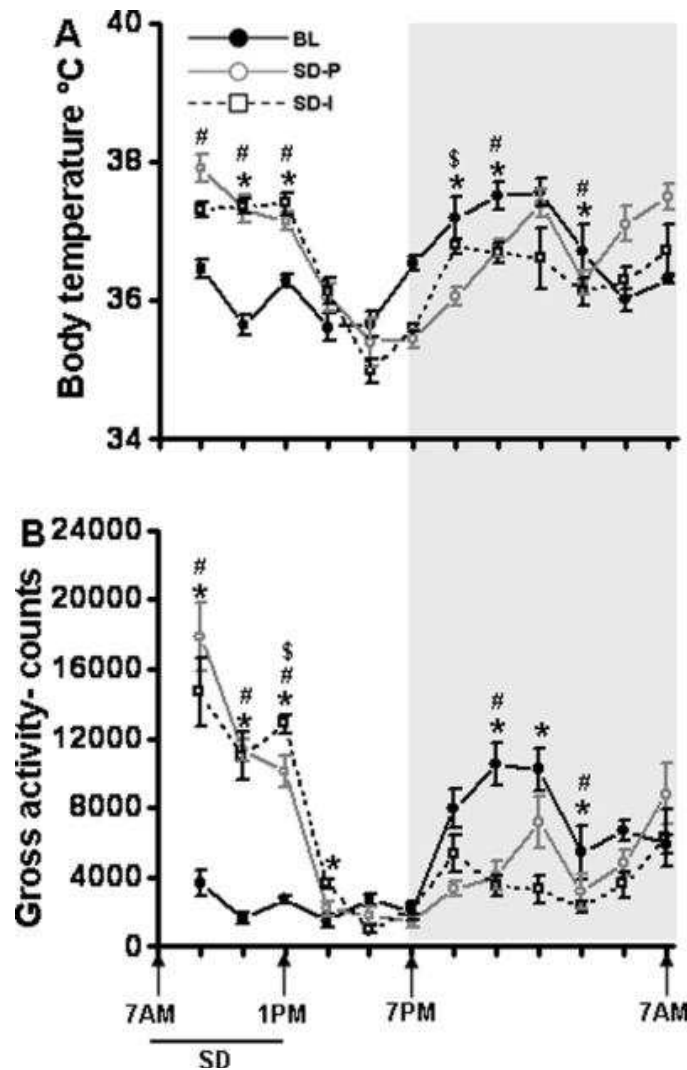 A
40
BL
SD-P
SD-I
Body temperature °C
38
# # #
* *
$ # #
* * *
36
34
B
24000
Gross activity- counts
20000
16000
12000
8000
4000
0
#
*
#
*
$
#
*
*
#
*
*
#
*
7AM 1PM 7PM 7AM
SD